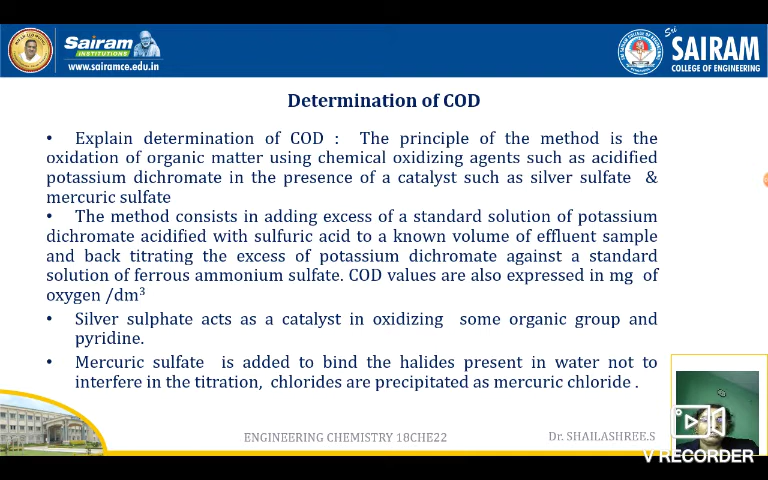 Sairam
INSTITUTIONS
www.sairamce.edu.in
Sri
SAIRAM
COLLEGE OF ENGINEERING
Determination of COD
• Explain determination of COD : The principle of the method is the
oxidation of organic matter using chemical oxidizing agents such as acidified
potassium dichromate in the presence of a catalyst such as silver sulfate &
mercuric sulfate
• The method consists in adding excess of a standard solution of potassium
dichromate acidified with sulfuric acid to a known volume of effluent sample
and back titrating the excess of potassium dichromate against a standard
solution of ferrous ammonium sulfate. COD values are also expressed in mg of
oxygen /dm³
• Silver sulphate acts as a catalyst in oxidizing some organic group and
pyridine.
• Mercuric sulfate is added to bind the halides present in water not to
interfere in the titration, chlorides are precipitated as mercuric chloride .
ENGINEERING CHEMISTRY 18CHE22
Dr. SHAILASHREE.S
V RECORDER